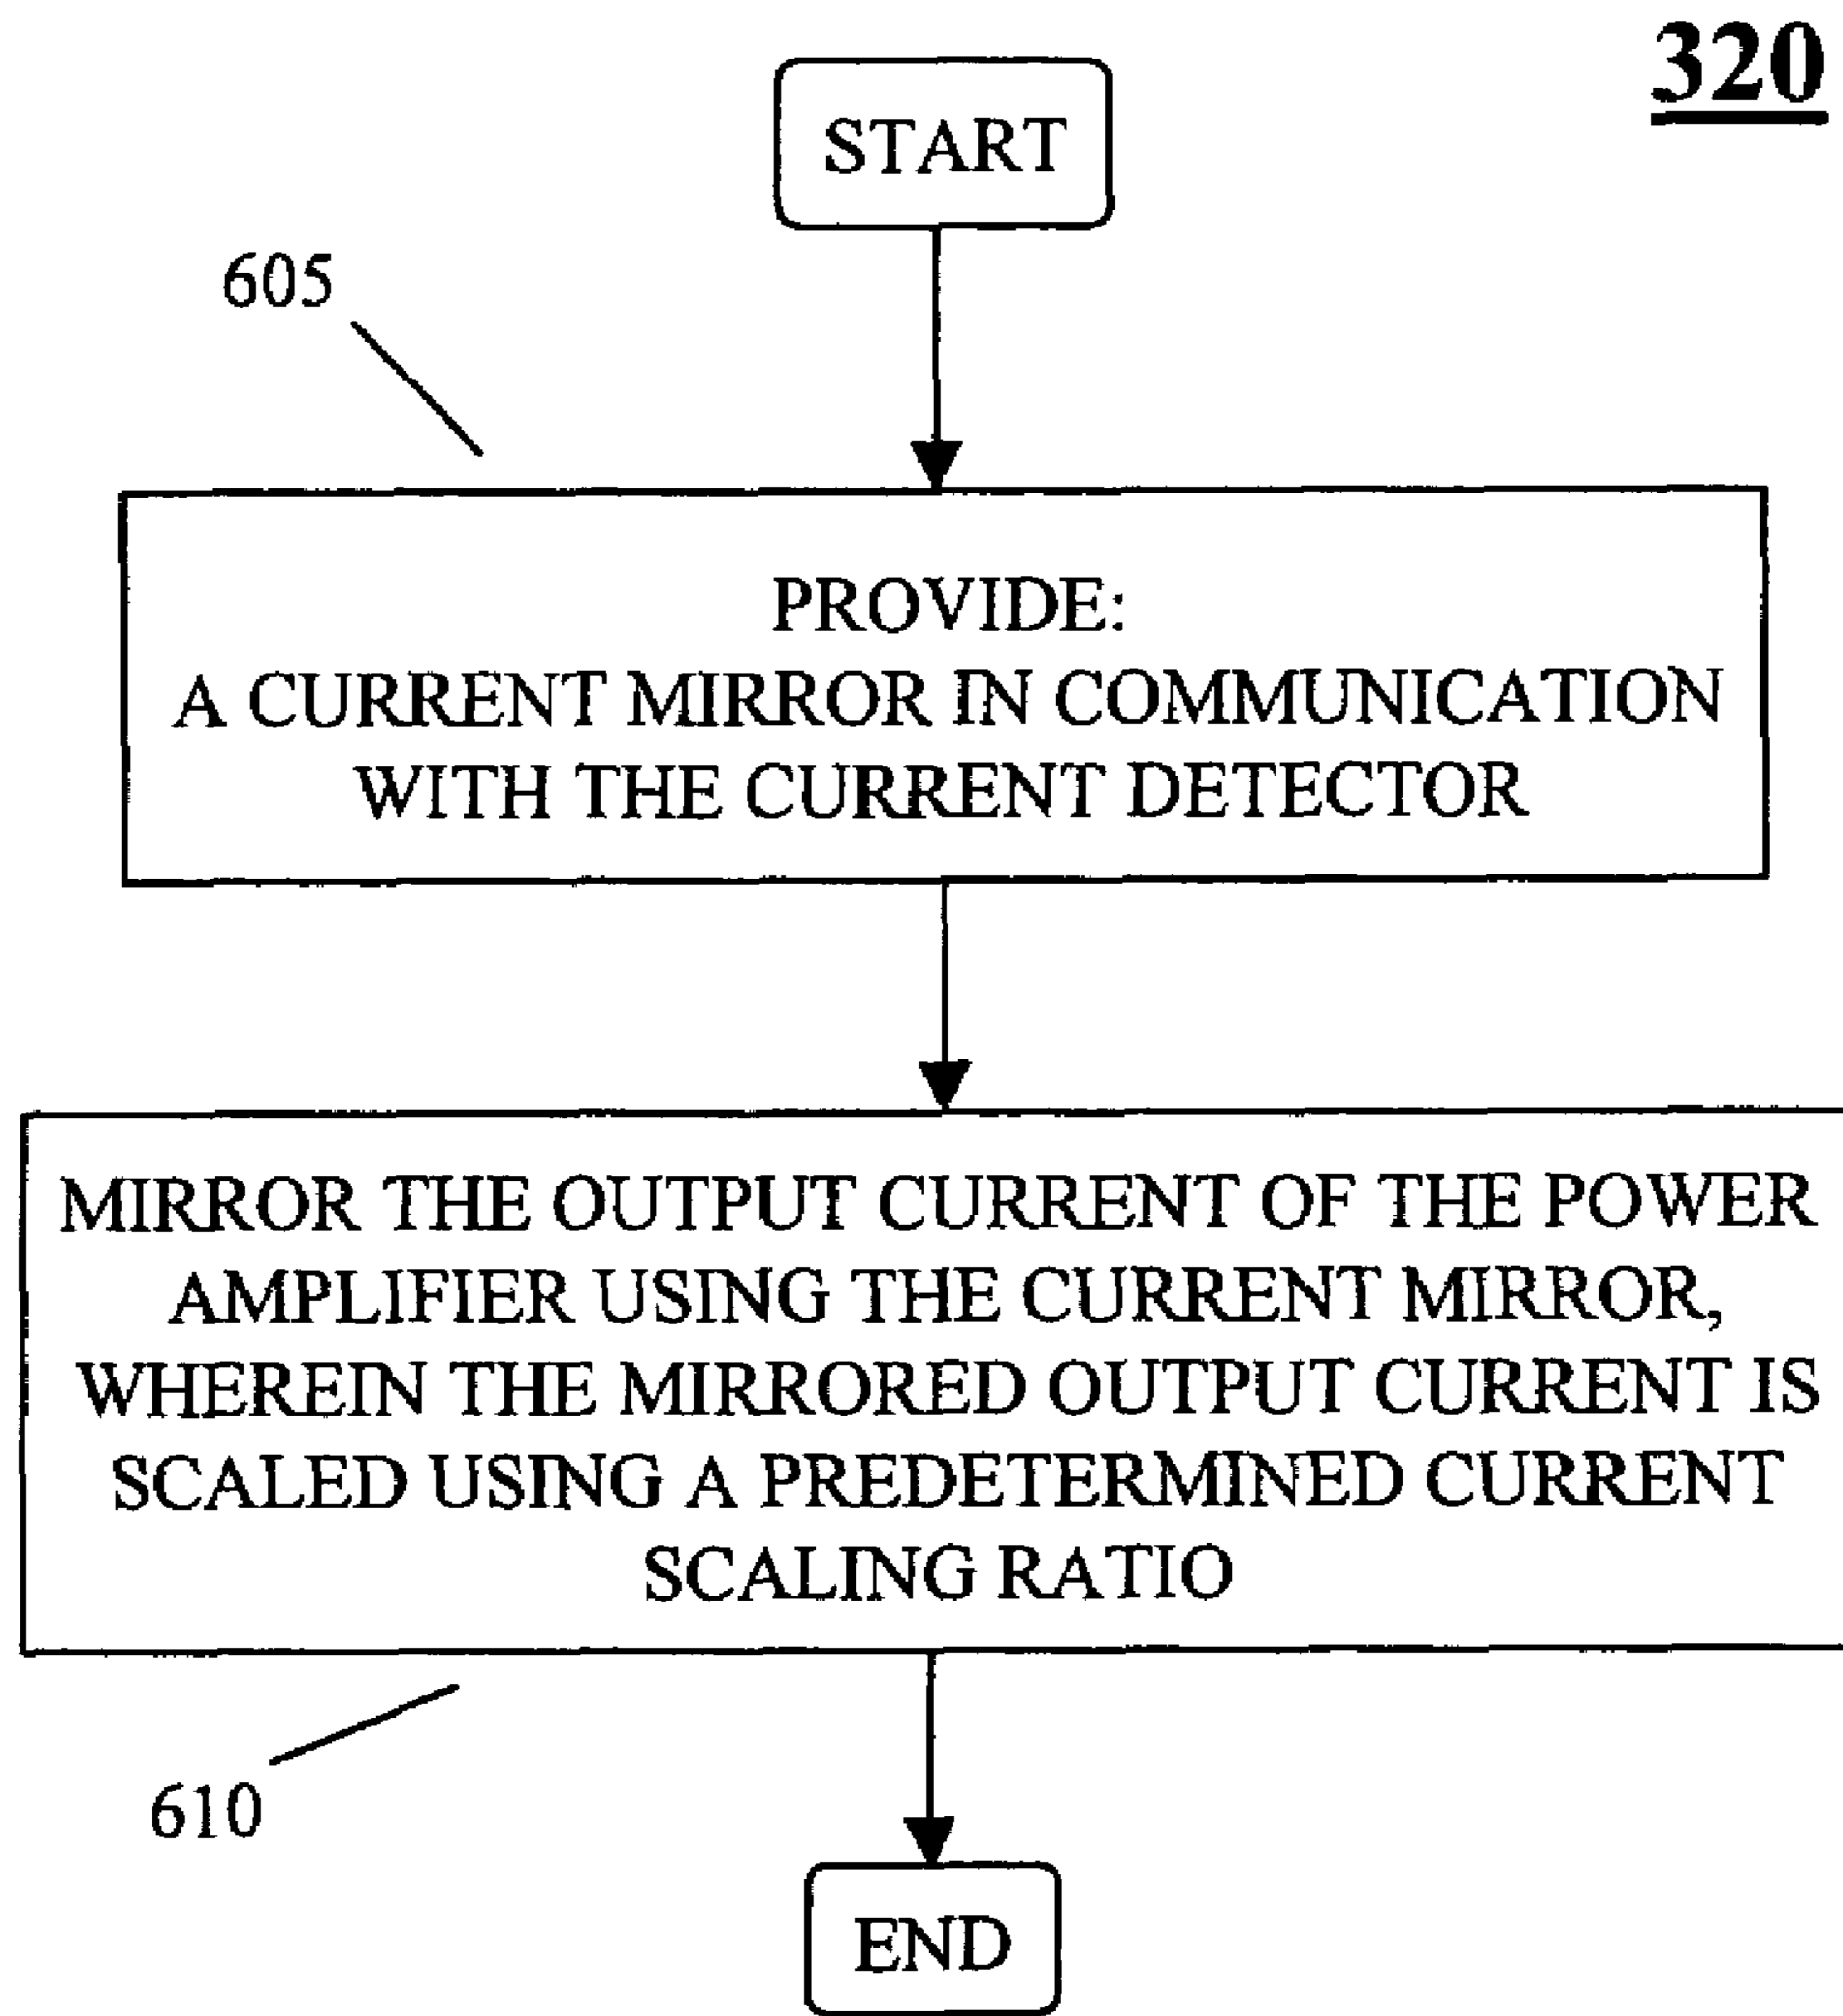 320
START
605
PROVIDE:
A CURRENT MIRROR IN COMMUNICATION
WITH THE CURRENT DETECTOR
MIRROR THE OUTPUT CURRENT OF THE POWER
AMPLIFIER USING THE CURRENT MIRROR,
WHEREIN THE MIRRORED OUTPUT CURRENT IS
SCALED USING A PREDETERMINED CURRENT
SCALING RATIO
610
END